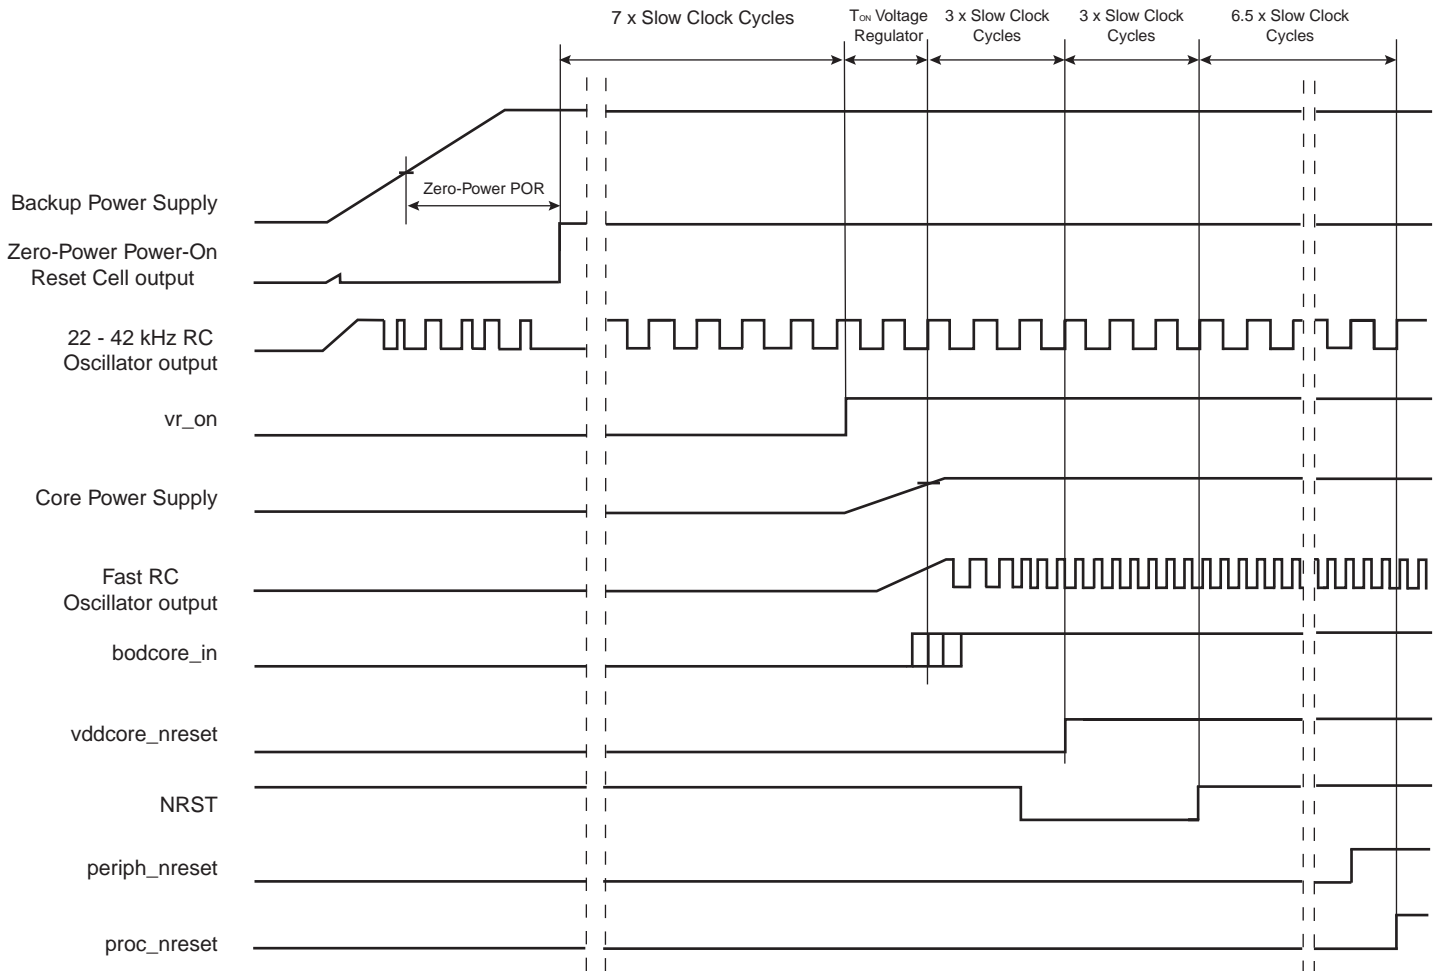 7 x Slow Clock Cycles
TON Voltage
Regulator
3 x Slow Clock
Cycles
3 x Slow Clock
Cycles
6.5 x Slow Clock
Cycles
Zero-Power POR
Backup Power Supply
Zero-Power Power-On
Reset Cell output
22 - 42 kHz RC
Oscillator output
vr_on
Core Power Supply
Fast RC
Oscillator output
bodcore_in
vddcore_nreset
NRST
periph_nreset
proc_nreset